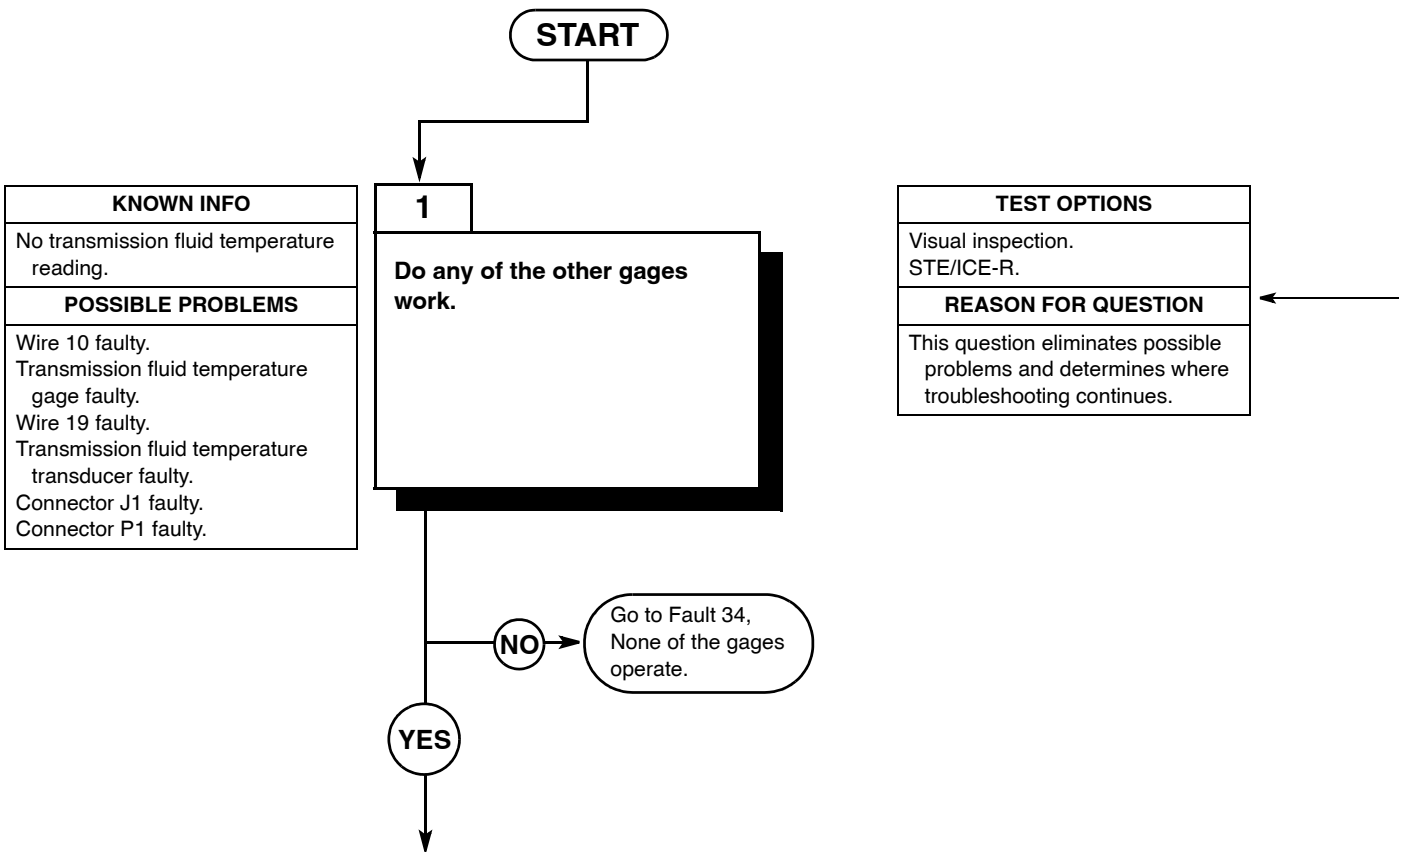 START
KNOWN INFO
No transmission fluid temperature
reading.
POSSIBLE PROBLEMS
Wire 10 faulty.
Transmission fluid temperature
gage faulty.
Wire 19 faulty.
Transmission fluid temperature
transducer faulty.
Connector J1 faulty.
Connector P1 faulty.
1
Do any of the other gages
work.
TEST OPTIONS
Visual inspection.
STE/ICE-R.
REASON FOR QUESTION
This question eliminates possible
problems and determines where
troubleshooting continues.
NO
Go to Fault 34,
None of the gages
operate.
YES